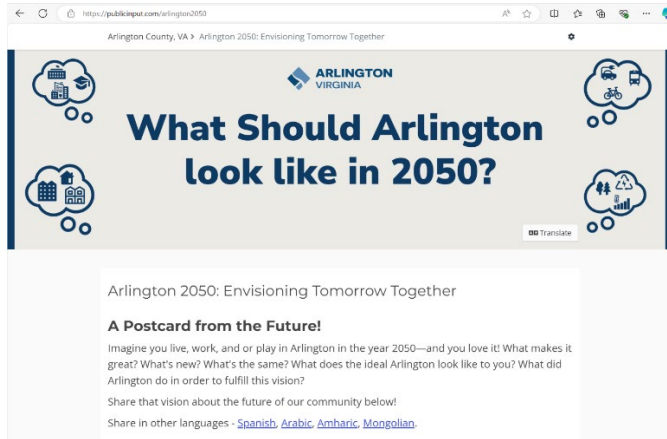 https://publicinput.com/arlington2050
Arlington County, VA > Arlington 2050: Envisioning Tomorrow Together
ARLINGTON
VIRGINIA
What Should Arlington
look like in 2050?
Translate
Arlington 2050: Envisioning Tomorrow Together
A Postcard from the Future!
Imagine you live, work, and or play in Arlington in the year 2050—and you love it! What makes it
great? What's new? What's the same? What does the ideal Arlington look like to you? What did
Arlington do in order to fulfill this vision?
Share that vision about the future of our community below!
Share in other languages - Spanish, Arabic, Amharic, Mongolian.